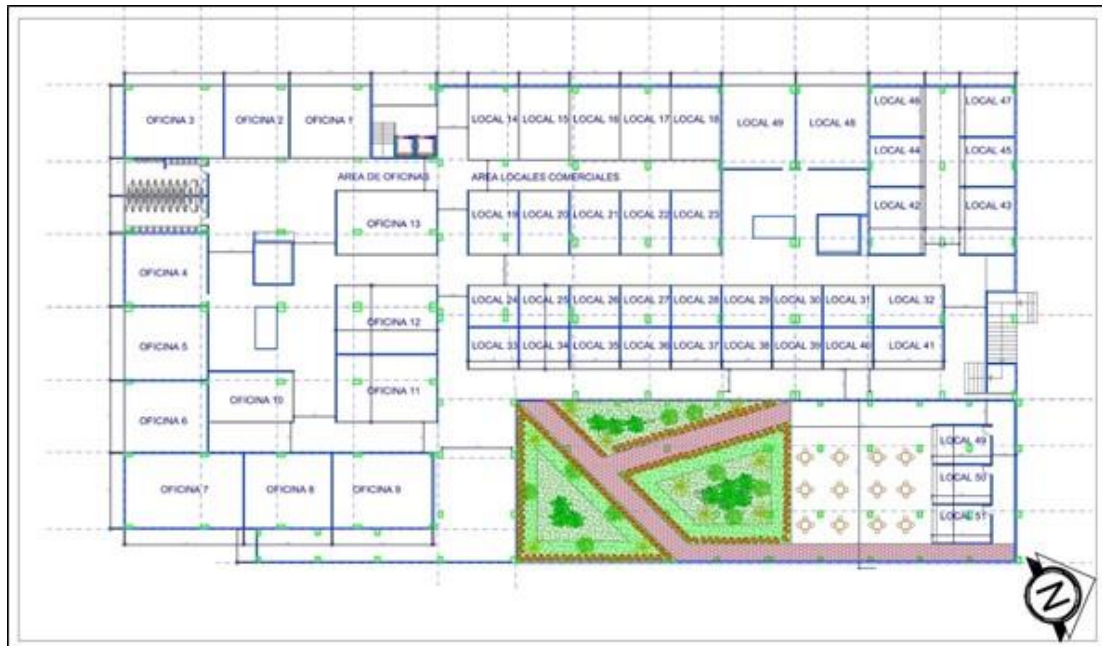 OFICINA 3
OFICINA 2
OFICINA 1
LOCAL 14
LOCAL 15
LOCAL 16
LOCAL 17
LOCAL 18
LOCAL 49
LOCAL 48
LOCAL 46
LOCAL 47
LOCAL 44
LOCAL 45
AREA DE OFICINAS
AREA LOCALES COMERCIALES
LOCAL 42
LOCAL 43
OFICINA 13
LOCAL 19
LOCAL 20
LOCAL 21
LOCAL 22
LOCAL 23
OFICINA 4
OFICINA 12
LOCAL 24
LOCAL 25
LOCAL 26
LOCAL 27
LOCAL 28
LOCAL 29
LOCAL 30
LOCAL 31
LOCAL 32
OFICINA 5
LOCAL 33
LOCAL 34
LOCAL 35
LOCAL 36
LOCAL 37
LOCAL 38
LOCAL 39
LOCAL 40
LOCAL 41
OFICINA 11
OFICINA 10
OFICINA 6
LOCAL 49
LOCAL 50
LOCAL 51
OFICINA 7
OFICINA 8
OFICINA 9
N